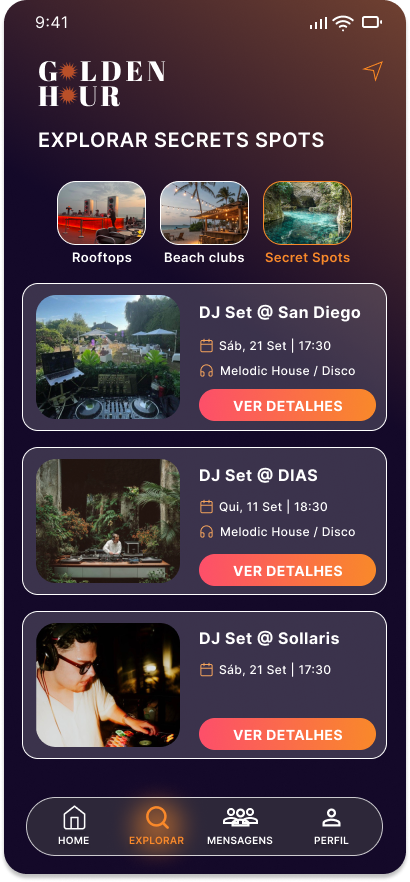 9:41
GOLDEN
HOUR
EXPLORAR SECRETS SPOTS
Rooftops
Beach clubs
Secret Spots
DJ Set @ San Diego
Sáb, 21 Set | 17:30
Melodic House / Disco
VER DETALHES
DJ Set @ DIAS
Qui, 11 Set | 18:30
Melodic House / Disco
VER DETALHES
DJ Set @ Sollaris
Sáb, 21 Set | 17:30
VER DETALHES
HOME
EXPLORAR
MENSAGENS
PERFIL